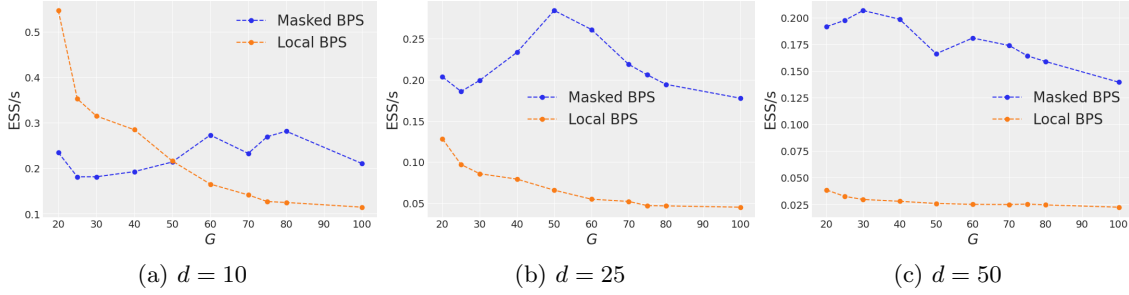 0.5
0.4
0.3
0.2
0.1
ESS/s
Masked BPS
Local BPS
20 30 40 50 60 70 80 90 100
G
(a) d = 10
0.25
0.20
0.15
0.10
0.05
ESS/s
Masked BPS
Local BPS
20 30 40 50 60 70 80 90 100
G
(b) d = 25
0.200
0.175
0.150
0.125
0.100
0.075
0.050
0.025
ESS/s
Masked BPS
Local BPS
20 30 40 50 60 70 80 90 100
G
(c) d = 50